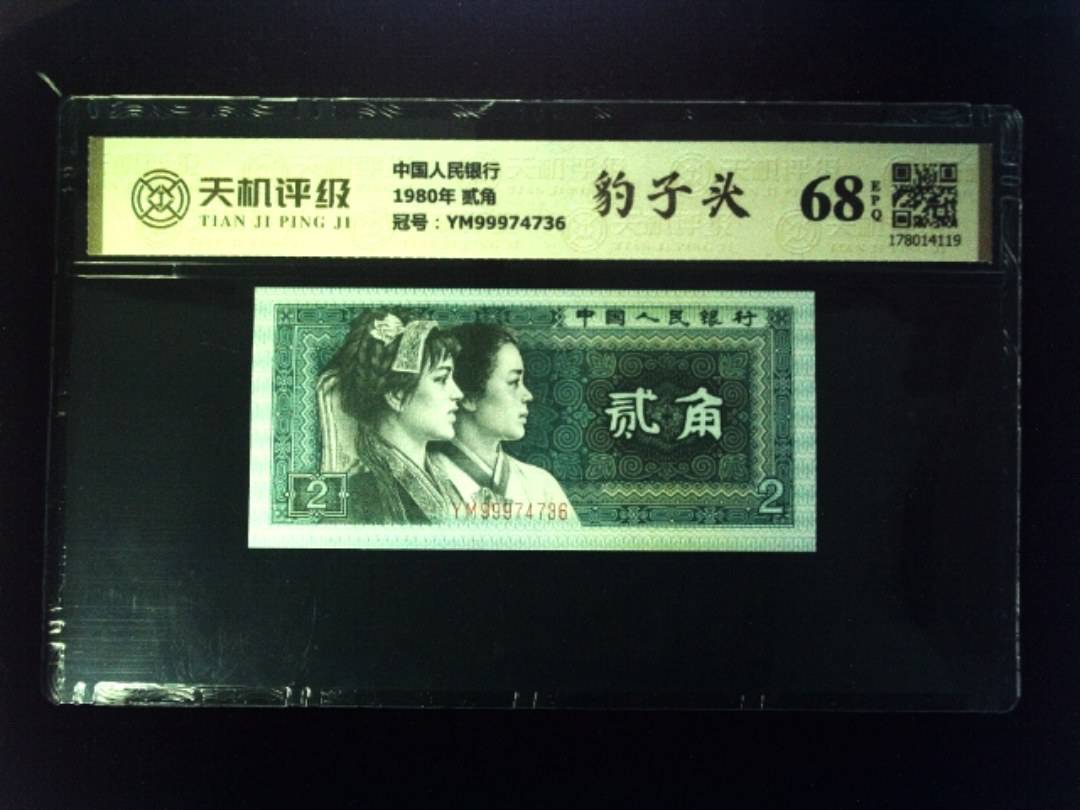 天机评级
TIAN JI PING JI
中国人民银行
1980年 贰角
冠号：YM99974736
豹子头
68
EPQ
178014119
中国人民银行
贰角
2
2
YM99974736